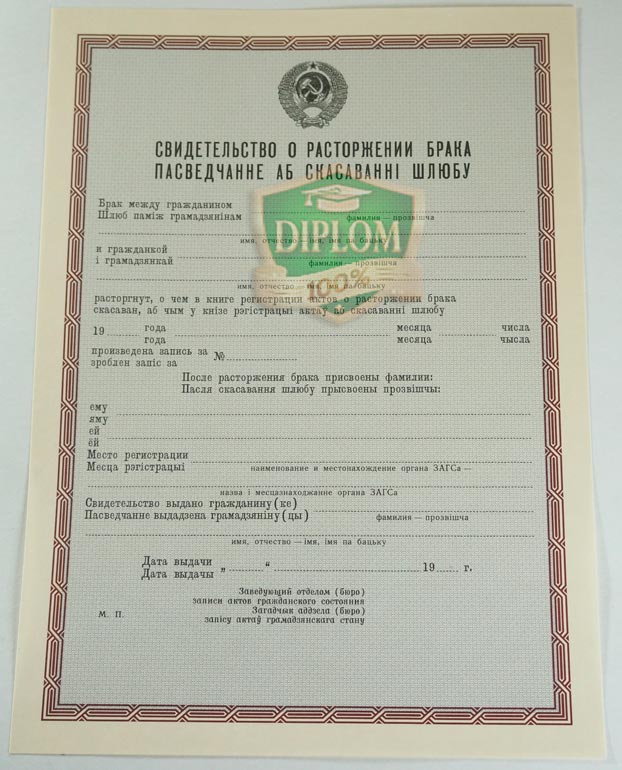 СВИДЕТЕЛЬСТВО О РАСТОРЖЕНИИ БРАКА
ПАСВЕДЧАННЕ АБ СКАСАВАННІ ШЛЮБУ
Брак между гражданином
Шлюб паміж грамадзянінам
фамилия — прозвішча
имя, отчество — імя, імя па бацьку
и гражданкой
і грамадзянкай
фамилия — прозвішча
имя, отчество — імя, імя па бацьку
DIPLOM
100%
расторгнут, о чем в книге регистрации актов о расторжении брака
скасаван, аб чым у кнізе рэгістрацыі актаў аб скасаванні шлюбу
19 года месяца числа
года месяца чысла
произведена запись за
зроблен запіс за №
После расторжения брака присвоены фамилии:
Пасля скасавання шлюбу прысвоены прозвішчы:
ему
яму
ей
ёй
Место регистрации
Месца рэгістрацыі
наименование и местонахождение органа ЗАГСа —
назва і месцазнаходжанне органа ЗАГСа
Свидетельство выдано гражданину(ке)
Пасведчанне выдадзена грамадзяніну(цы)
фамилия — прозвішча
имя, отчество — імя, імя па бацьку
Дата выдачи
Дата выдачы „ “ 19 г.
Заведующий отделом (бюро)
записи актов гражданского состояния
Загадчык аддзела (бюро)
запісу актаў грамадзянскага стану
М. П.